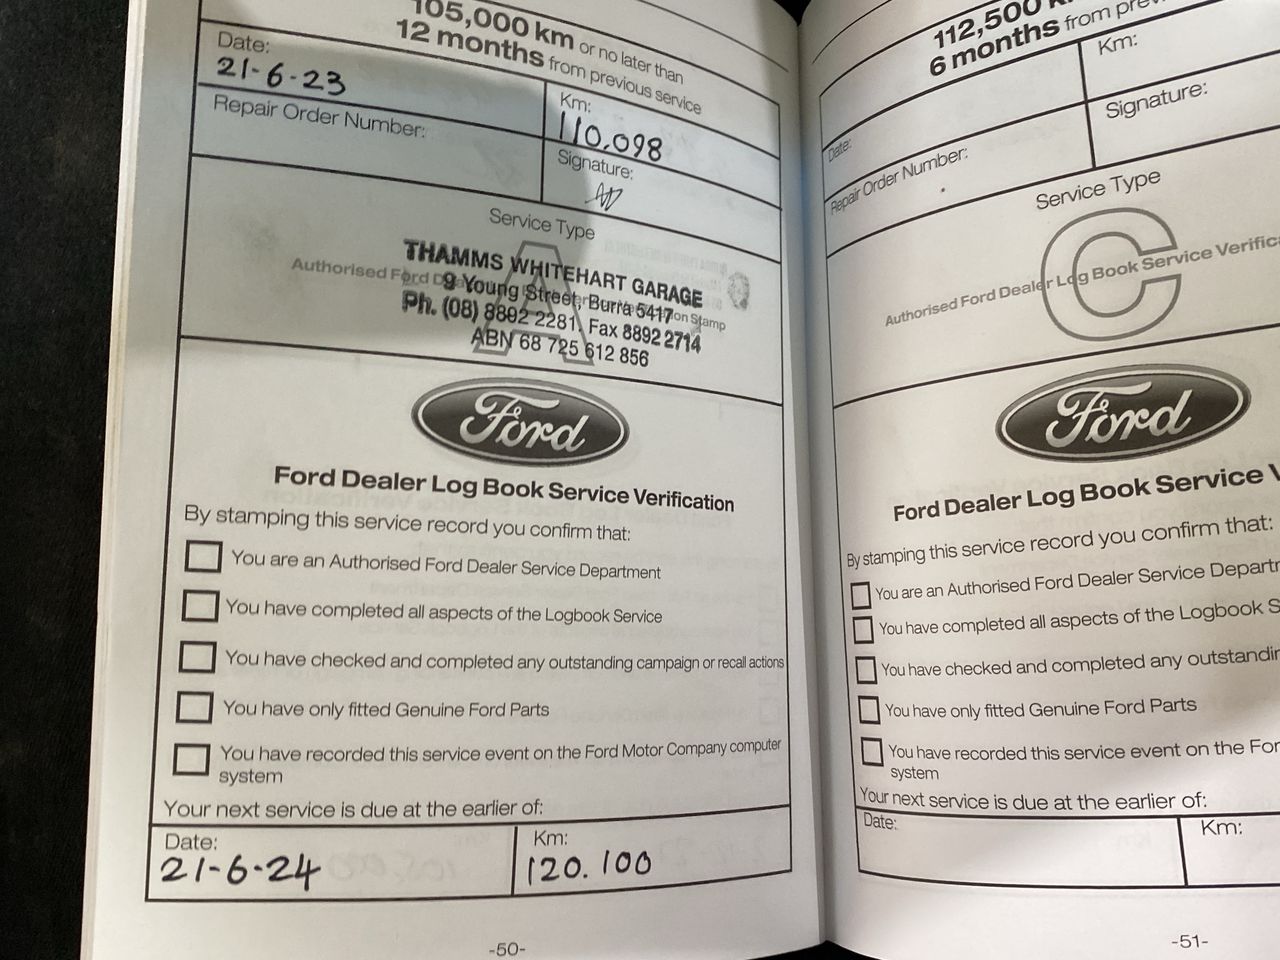 105,000 km or no later than
12 months from previous service
Date:
21-6-23
Km:
110,098
Repair Order Number:
Signature:
Service Type
A
Authorised Ford
THAMMS WHITEHART GARAGE
9 Young Street, Burra 5417
Stamp
Ph. (08) 8892 2281, Fax 8892 2714
ABN 68 725 612 856
Ford
Ford Dealer Log Book Service Verification
By stamping this service record you confirm that:
You are an Authorised Ford Dealer Service Department
You have completed all aspects of the Logbook Service
You have checked and completed any outstanding campaign or recall actions
You have only fitted Genuine Ford Parts
You have recorded this service event on the Ford Motor Company computer
system
Your next service is due at the earlier of:
Date:
21-6-24
Km:
120.100
-50-
112,500
6 months from
Km:
Date:
Signature:
Repair Order Number:
Service Type
C
Authorised Ford Dealer Log Book Service
Ford
Ford Dealer Log Book Service
By stamping this service record you confirm that:
You are an Authorised Ford Dealer Service
You have completed all aspects of the Logbook
You have checked and completed any
You have only fitted Genuine Ford Parts
You have recorded this service event on the
system
Your next service is due at the earlier of:
Date:
Km:
-51-